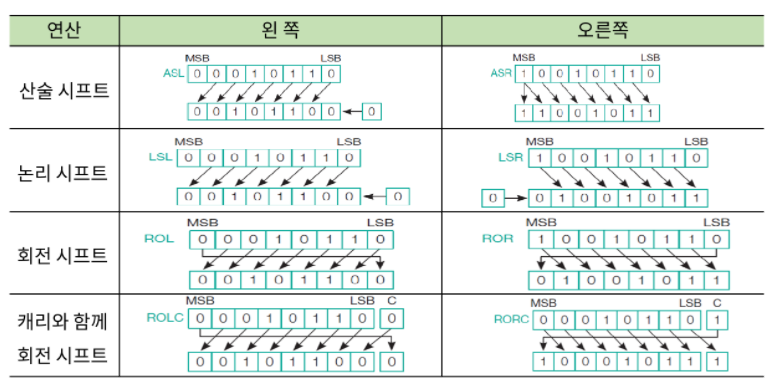 연산 왼 쪽 오른쪽
산술 시프트
MSB LSB
ASL 0 0 0 1 0 1 1 0
0 0 1 0 1 1 0 0 0
MSB LSB
ASR 1 0 0 1 0 1 1 0
1 1 0 0 1 0 1 1
논리 시프트
MSB LSB
LSL 0 0 0 1 0 1 1 0
0 0 1 0 1 1 0 0 0
MSB LSB
LSR 1 0 0 1 0 1 1 0
0 0 1 0 0 1 0 1 1
회전 시프트
MSB LSB
ROL 0 0 0 1 0 1 1 0
0 0 1 0 1 1 0 0
MSB LSB
ROR 1 0 0 1 0 1 1 0
0 1 0 0 1 0 1 1
캐리와 함께
회전 시프트
MSB LSB C
ROLC 0 0 0 1 0 1 1 0 0
0 0 1 0 1 1 0 0 0
MSB LSB C
RORC 0 0 0 1 0 1 1 0 1
1 0 0 0 1 0 1 1 1